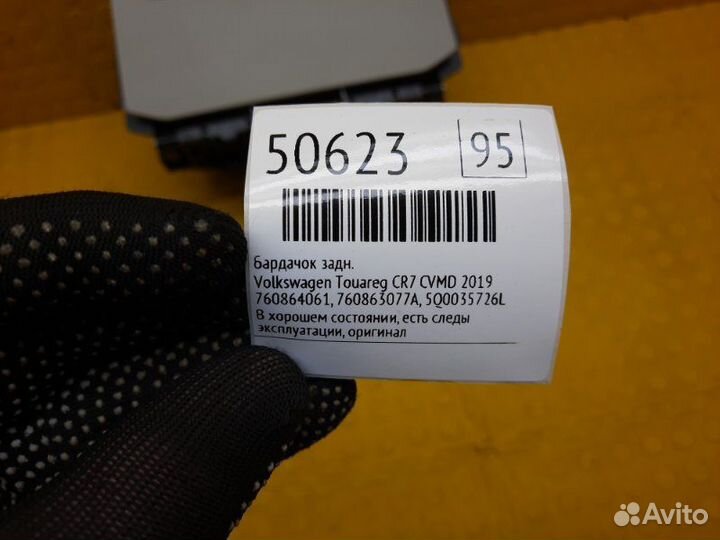 50623 95
бардачок задн.
Volkswagen Touareg CR7 CVMD 2019
760864061, 760863077A, 5Q0035726L
В хорошем состоянии, есть следы
эксплуатации, оригинал
Avito